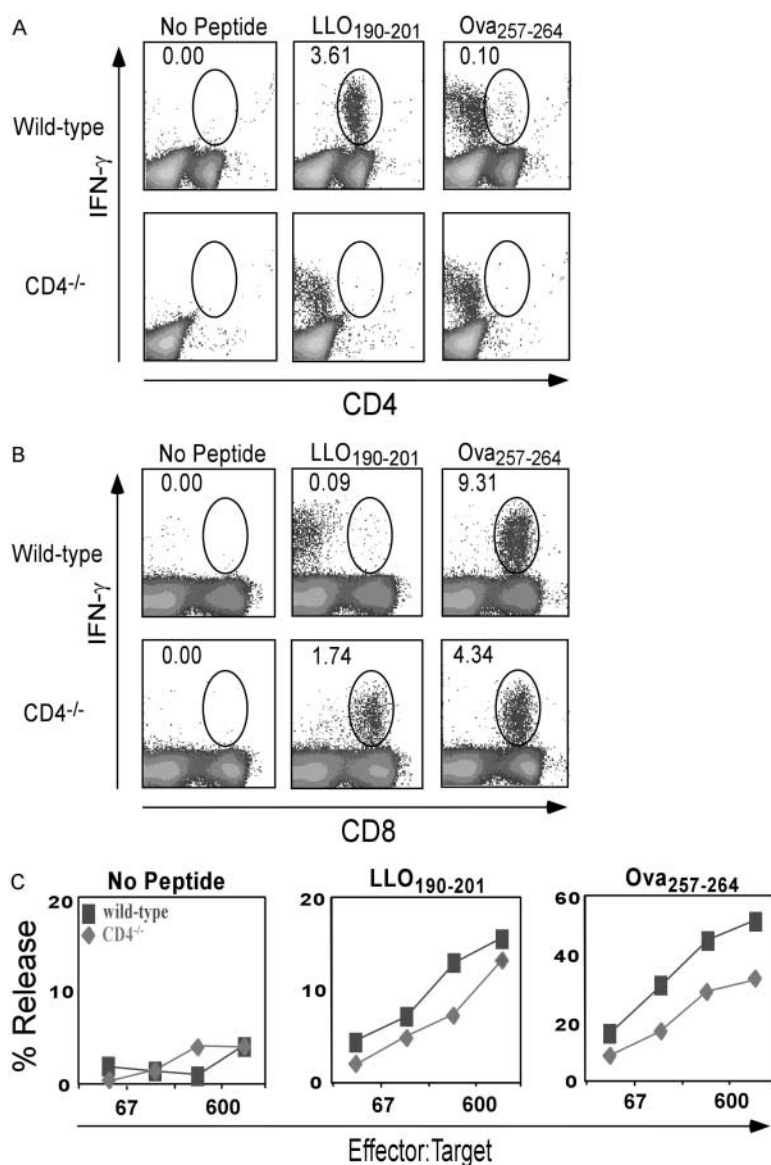 A
No Peptide LLO190-201 Ova257-264
0.00 3.61 0.10
Wild-type
IFN-γ
CD4-/-
CD4
B
No Peptide LLO190-201 Ova257-264
0.00 0.09 9.31
Wild-type
IFN-γ
0.00 1.74 4.34
CD4-/-
CD8
C
No Peptide LLO190-201 Ova257-264
20 20 60
wild-type
CD4-/-
40
10 10
20
% Release
0 0 0
67 600 67 600 67 600
Effector:Target